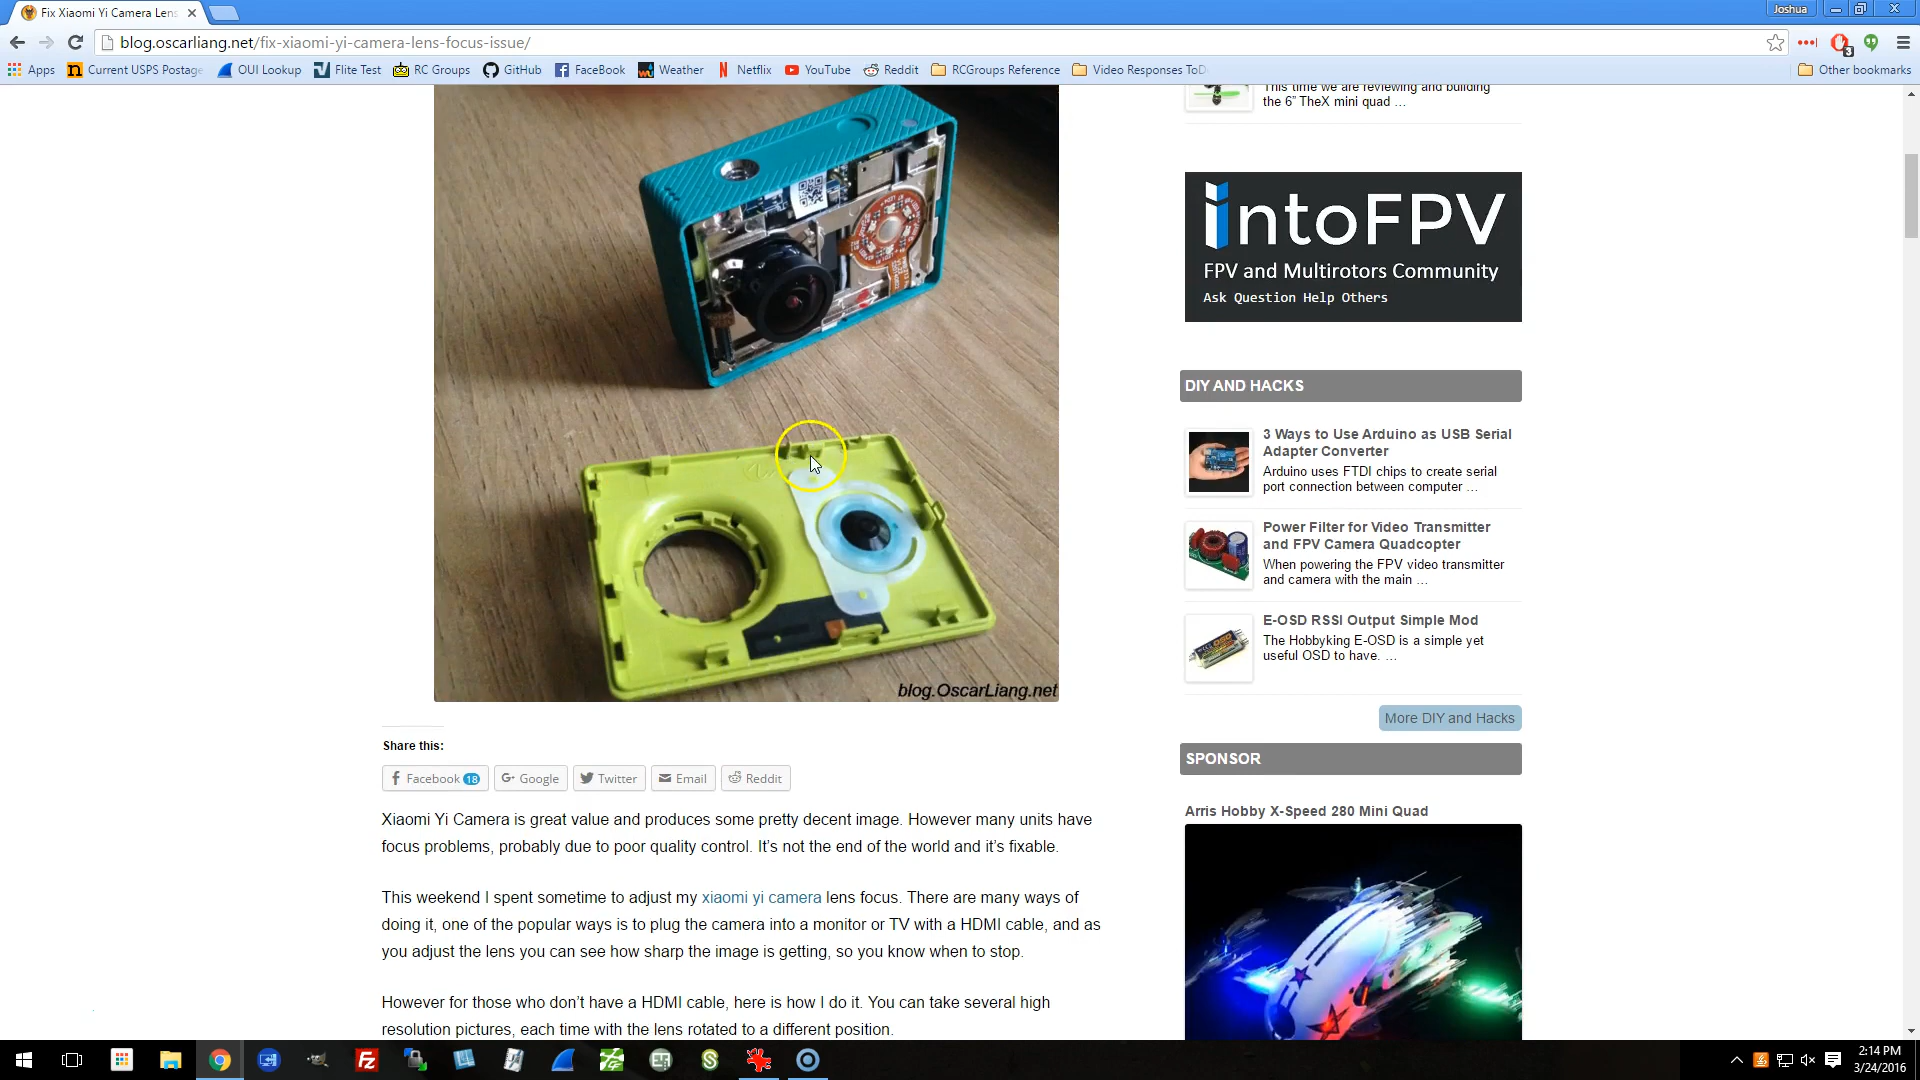 Fix Xiaomi Yi Camera Lens
Joshua
blog.oscarliang.net/fix-xiaomi-yi-camera-lens-focus-issue/
3
Apps
Current USPS Postage
OUI Lookup
Flite Test
RC Groups
GitHub
FaceBook
Weather
Netflix
YouTube
Reddit
RCGroups Reference
Video Responses ToD
Other bookmarks
This time we are reviewing and building
the 6" TheX mini quad ...
intoFPV
FPV and Multirotors Community
Ask Question Help Others
DIY AND HACKS
3 Ways to Use Arduino as USB Serial
Adapter Converter
Arduino uses FTDI chips to create serial
port connection between computer ...
Power Filter for Video Transmitter
and FPV Camera Quadcopter
When powering the FPV video transmitter
and camera with the main ...
E-OSD RSSI Output Simple Mod
The Hobbyking E-OSD is a simple yet
useful OSD to have. ...
More DIY and Hacks
SPONSOR
Arris Hobby X-Speed 280 Mini Quad
blog.OscarLiang.net
Share this:
Facebook 18
Google
Twitter
Email
Reddit
Xiaomi Yi Camera is great value and produces some pretty decent image. However many units have
focus problems, probably due to poor quality control. It's not the end of the world and it's fixable.
This weekend I spent sometime to adjust my xiaomi yi camera lens focus. There are many ways of
doing it, one of the popular ways is to plug the camera into a monitor or TV with a HDMI cable, and as
you adjust the lens you can see how sharp the image is getting, so you know when to stop.
However for those who don't have a HDMI cable, here is how I do it. You can take several high
resolution pictures, each time with the lens rotated to a different position.
2:14 PM
3/24/2016